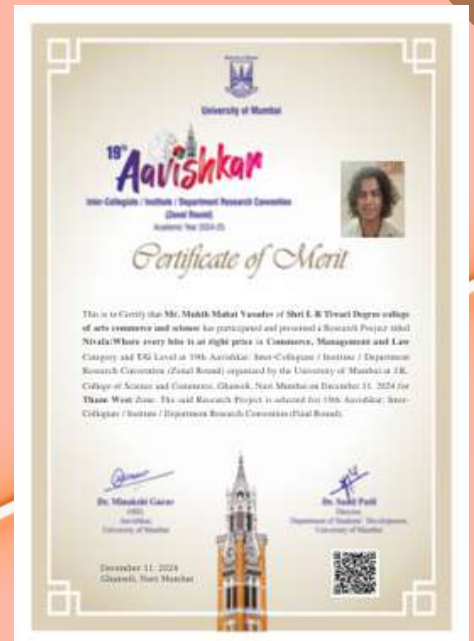 University of Mumbai
19th
Aavishkar
Inter-Collegiate / Institute / Department Research Convention
(Zonal Round)
Academic Year 2024-25
Certificate of Merit
This is to Certify that Mr. Mahat Vasudev of Shri L R Tiwari Degree college
of arts commerce and science has participated and presented a Research Project titled
Nivala:Where every bite is at right price in Commerce, Management and Law
Category and UG Level at 19th Aavishkar: Inter-Collegiate / Institute / Department
Research Convention (Zonal Round) organized by the University of Mumbai at
College of Science and Commerce, Ghansoli, Navi Mumbai on December 11, 2024 for
Thane West Zone. The said Research Project is selected for 19th Aavishkar: Inter-
Collegiate / Institute / Department Research Convention (Final Round).
Dr. Minakshi Gurav
OSD,
Aavishkar,
University of Mumbai
Dr. Sunil Patil
Director,
Department of Students' Development,
University of Mumbai
December 11, 2024
Ghansoli, Navi Mumbai